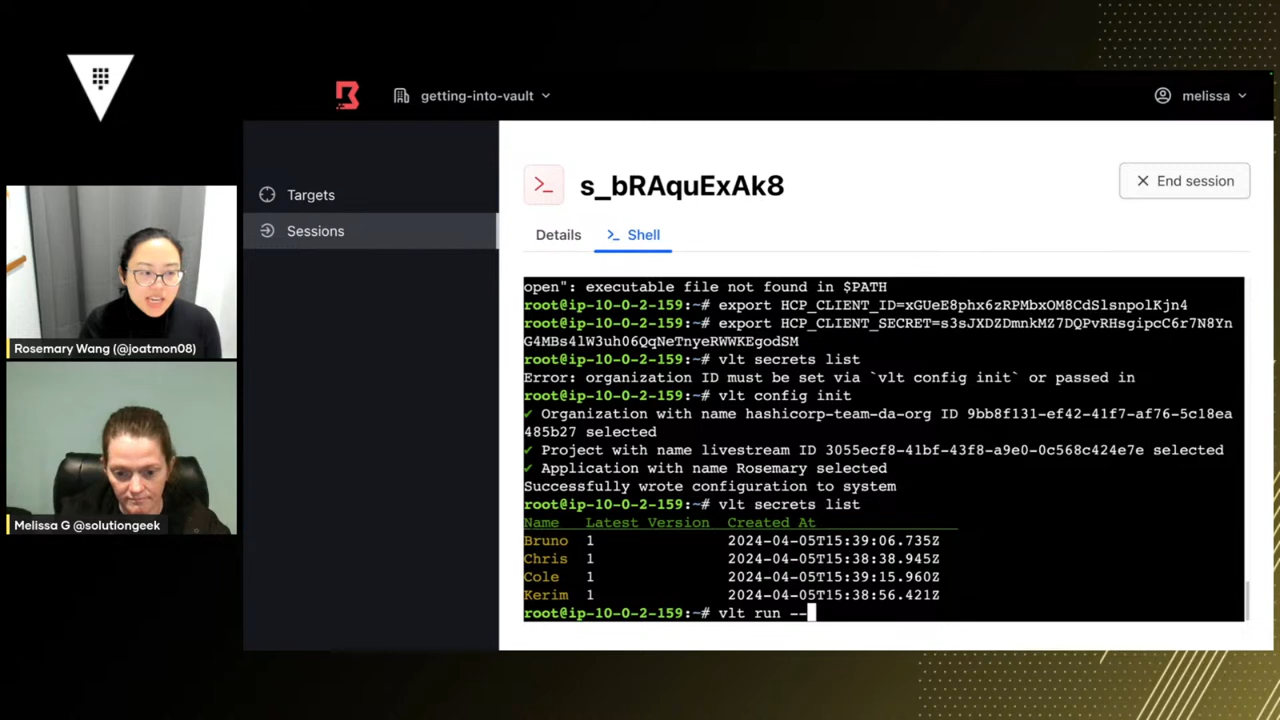 getting-into-vault
melissa
Targets
Sessions
s_bRAquExAk8
End session
Details
Shell
open": executable file not found in $PATH
root@ip-10-0-2-159:~# export HCP_CLIENT_ID=xGUeE8phx6zRPMbxOM8CdSlsnpolKjn4
root@ip-10-0-2-159:~# export HCP_CLIENT_SECRET=s3sJXDZDmnkMZ7DQPvRHsgipcC6r7N8Yn
G4MBs4lW3uh06QqNeTnyeRWWKEgodSM
root@ip-10-0-2-159:~# vlt secrets list
Error: organization ID must be set via `vlt config init` or passed in
root@ip-10-0-2-159:~# vlt config init
✔ Organization with name hashicorp-team-da-org ID 9bb8f131-ef42-41f7-af76-5c18ea
485b27 selected
✔ Project with name livestream ID 3055ecf8-41bf-43f8-a9e0-0c568c424e7e selected
✔ Application with name Rosemary selected
Successfully wrote configuration to system
root@ip-10-0-2-159:~# vlt secrets list
Name Latest Version Created At
Bruno 1 2024-04-05T15:39:06.735Z
Chris 1 2024-04-05T15:38:38.945Z
Cole 1 2024-04-05T15:39:15.960Z
Kerim 1 2024-04-05T15:38:56.421Z
root@ip-10-0-2-159:~# vlt run --
Rosemary Wang (@joatmon08)
Melissa G @solutiongeek